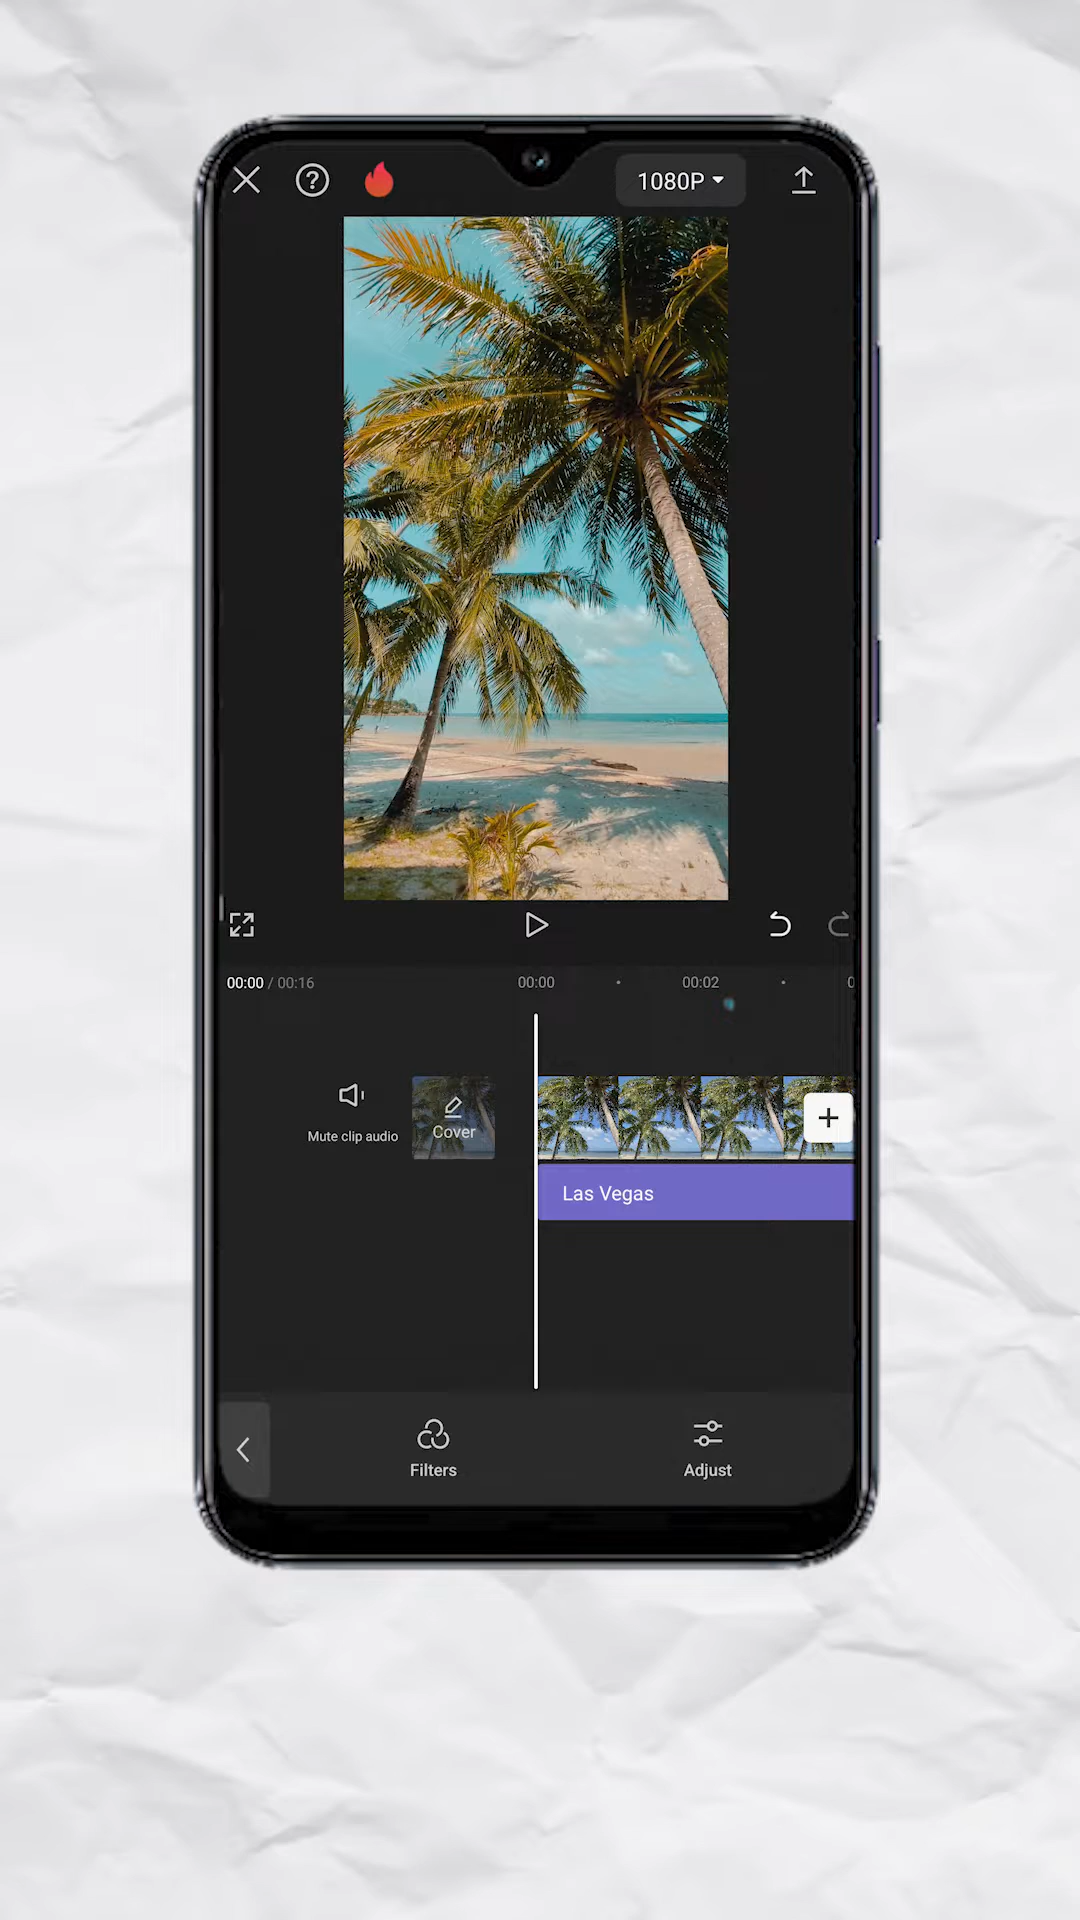 1080P
00:00 / 00:16
00:00
00:02
Mute clip audio
Cover
Las Vegas
Filters
Adjust